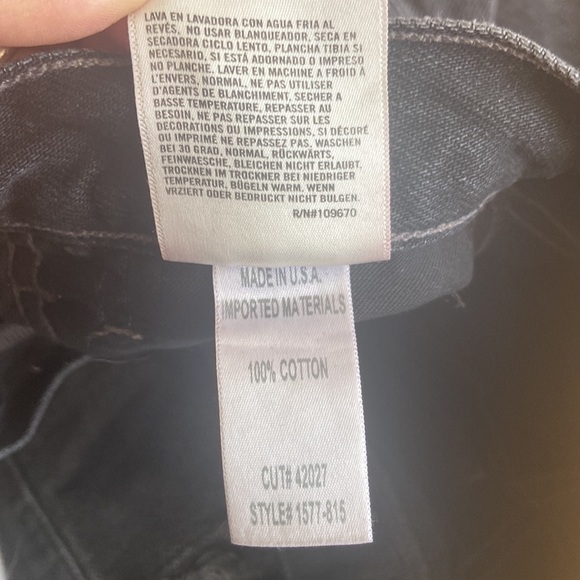 LAVA EN LAVADORA CON AGUA FRIA AL
REVÊS, NO USAR BLANQUEADOR, SECA EN
SECADORA CICLO LENTO, PLANCHA TIBIA SI
NECESARIO, SI ESTÁ ADORNADO O IMPRESO
NO PLANCHE. LAVER EN MACHINE A FROID À
L'ENVERS, NORMAL, NE PAS UTILISER
D'AGENTS DE BLANCHIMENT, SECHER A
BASSE TEMPERATURE, REPASSER AU
BESOIN, NE PAS REPASSER SUR LES
DÉCORATIONS OU IMPRESSIONS, SI DÉCORÉ
OU IMPRIMÉ NE REPASSEZ PAS, WASCHEN
BEI 30 GRAD, NORMAL, RÜCKWÄRTS,
FEINWAESCHE, BLEICHEN NICHT ERLAUBT,
TROCKNEN IM TROCKNER BEI NIEDRIGER
TEMPERATUR, BÜGELN WARM. WENN
VRZIERT ODER BEDRUCKT NICHT BULGEN.
R/N#109670
MADE IN U.S.A.
IMPORTED MATERIALS
100% COTTON
CUT# 42027
STYLE# 1577-815